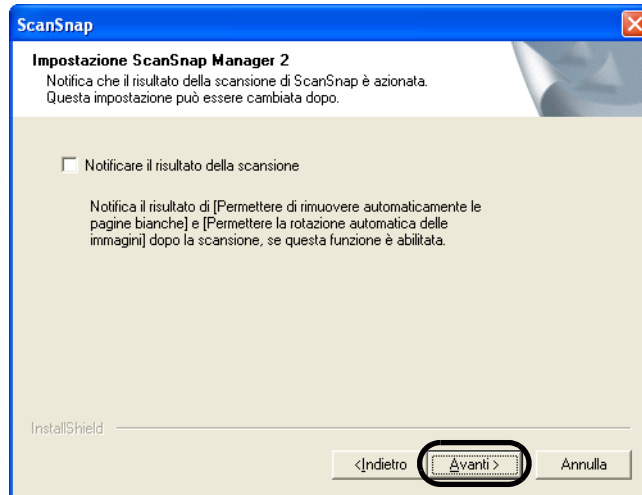 ScanSnap
Impostazione ScanSnap Manager 2
Notifica che il risultato della scansione di ScanSnap è azionata.
Questa impostazione può essere cambiata dopo.
Notificare il risultato della scansione
Notifica il risultato di [Permettere di rimuovere automaticamente le
pagine bianche] e [Permettere la rotazione automatica delle
immagini] dopo la scansione, se questa funzione è abilitata.
InstallShield
<Indietro Avanti > Annulla